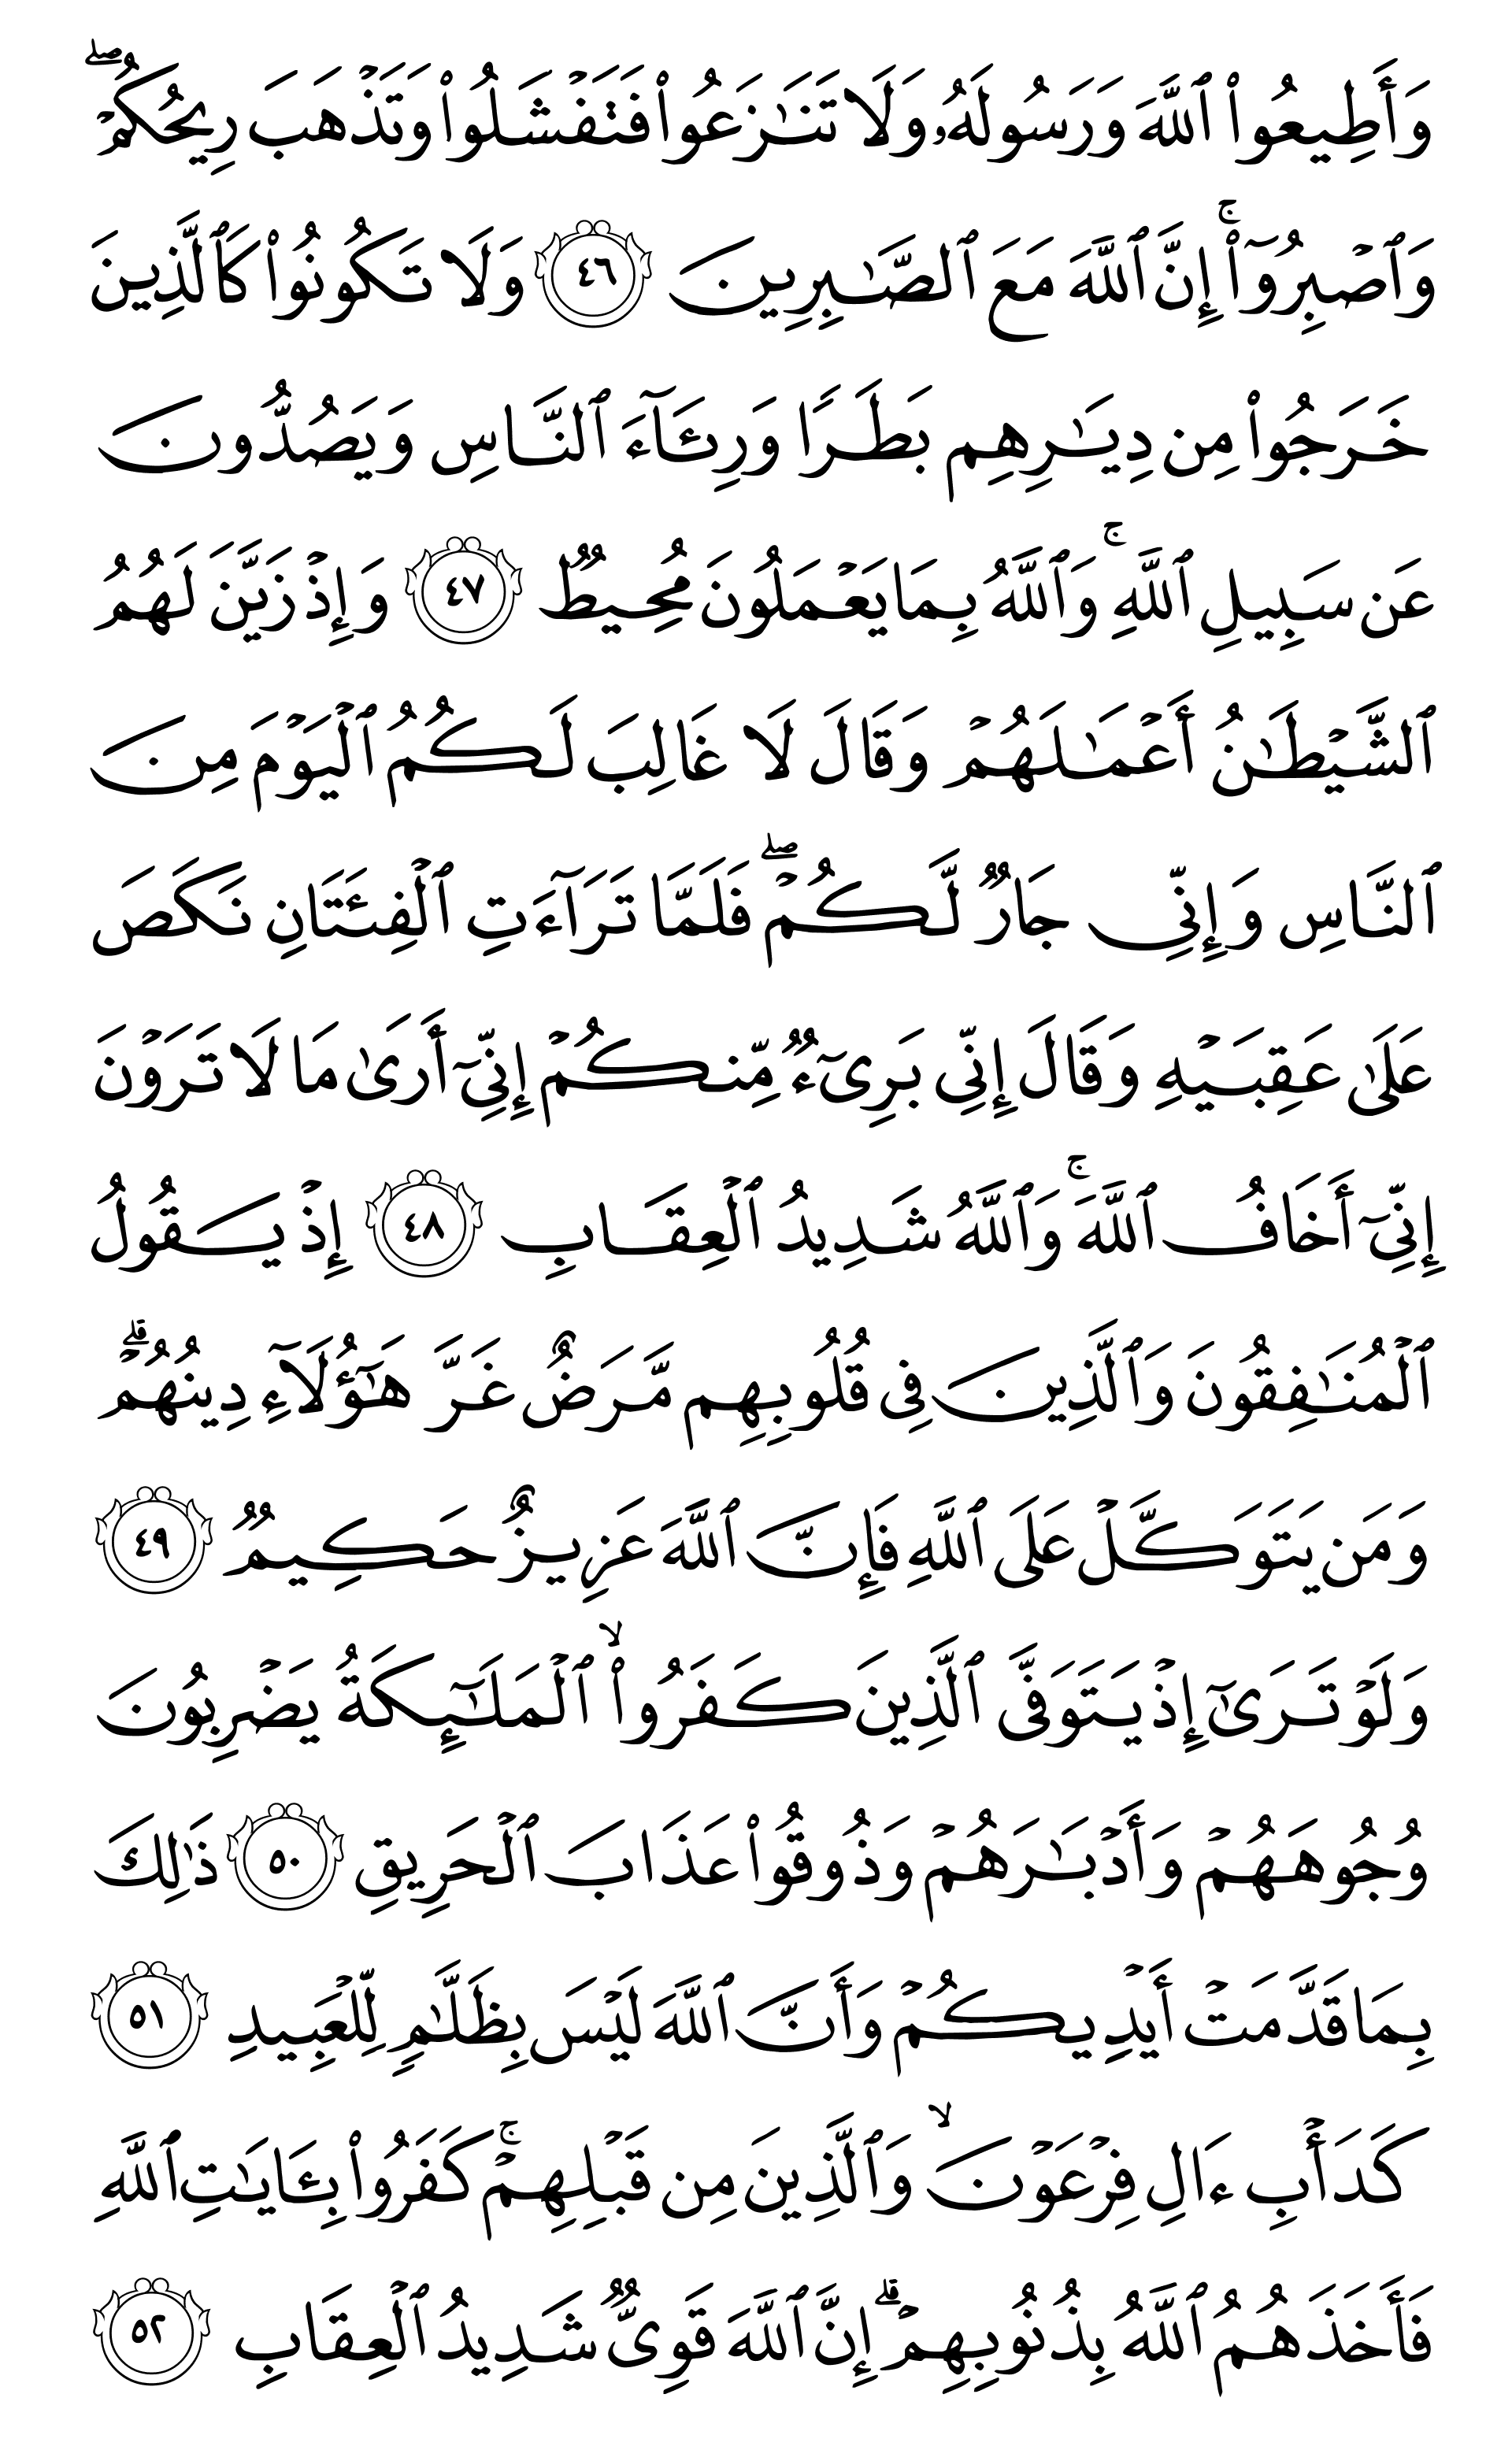 وَأَطِيعُوا۟ ٱللَّهَ وَرَسُولَهُۥ وَلَا تَنَـٰزَعُوا۟ فَتَفْشَلُوا۟ وَتَذْهَبَ رِيحُكُمْ ۖ
وَٱصْبِرُوٓا۟ ۚ إِنَّ ٱللَّهَ مَعَ ٱلصَّـٰبِرِينَ ٤٦ وَلَا تَكُونُوا۟ كَٱلَّذِينَ
خَرَجُوا۟ مِن دِيَـٰرِهِم بَطَرًا وَرِئَآءَ ٱلنَّاسِ وَيَصُدُّونَ
عَن سَبِيلِ ٱللَّهِ ۚ وَٱللَّهُ بِمَا يَعْمَلُونَ مُحِيطٌ ٤٧ وَإِذْ زَيَّنَ لَهُمُ
ٱلشَّيْطَـٰنُ أَعْمَـٰلَهُمْ وَقَالَ لَا غَالِبَ لَكُمُ ٱلْيَوْمَ مِنَ
ٱلنَّاسِ وَإِنِّى جَارٌ لَّكُمْ ۖ فَلَمَّا تَرَآءَتِ ٱلْفِئَتَانِ نَكَصَ
عَلَىٰ عَقِبَيْهِ وَقَالَ إِنِّى بَرِىٓءٌ مِّنكُمْ إِنِّىٓ أَرَىٰ مَا لَا تَرَوْنَ
إِنِّىٓ أَخَافُ ٱللَّهَ ۚ وَٱللَّهُ شَدِيدُ ٱلْعِقَابِ ٤٨ إِذْ يَقُولُ
ٱلْمُنَـٰفِقُونَ وَٱلَّذِينَ فِى قُلُوبِهِم مَّرَضٌ غَرَّ هَـٰٓؤُلَآءِ دِينُهُمْ ۗ
وَمَن يَتَوَكَّلْ عَلَى ٱللَّهِ فَإِنَّ ٱللَّهَ عَزِيزٌ حَكِيمٌ ٤٩
وَلَوْ تَرَىٰٓ إِذْ يَتَوَفَّى ٱلَّذِينَ كَفَرُوا۟ ۙ ٱلْمَلَـٰٓئِكَةُ يَضْرِبُونَ
وُجُوهَهُمْ وَأَدْبَـٰرَهُمْ وَذُوقُوا۟ عَذَابَ ٱلْحَرِيقِ ٥٠ ذَٰلِكَ
بِمَا قَدَّمَتْ أَيْدِيكُمْ وَأَنَّ ٱللَّهَ لَيْسَ بِظَلَّـٰمٍ لِّلْعَبِيدِ ٥١
كَدَأْبِ ءَالِ فِرْعَوْنَ ۙ وَٱلَّذِينَ مِن قَبْلِهِمْ ۚ كَفَرُوا۟ بِـَٔايَـٰتِ ٱللَّهِ
فَأَخَذَهُمُ ٱللَّهُ بِذُنُوبِهِمْ ۗ إِنَّ ٱللَّهَ قَوِىٌّ شَدِيدُ ٱلْعِقَابِ ٥٢